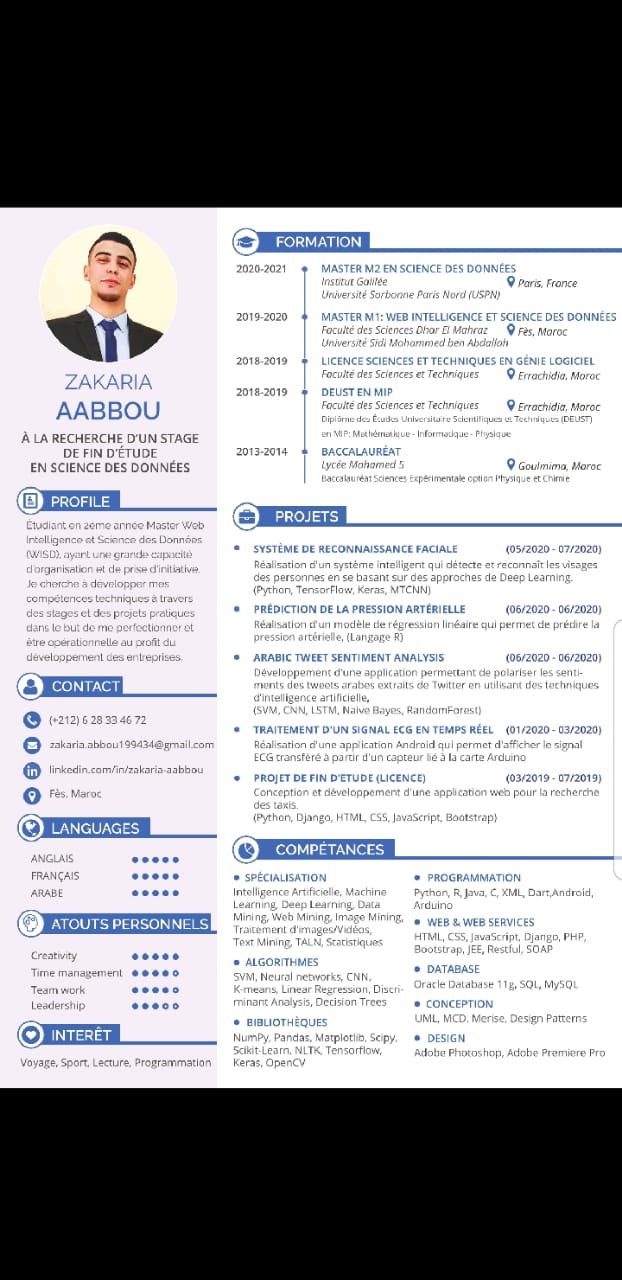 ZAKARIA
AABBOU
À LA RECHERCHE D'UN STAGE
DE FIN D'ÉTUDE
EN SCIENCE DES DONNÉES
PROFILE
Étudiant en 2eme année Master Web
Intelligence et Science des Données
(WISD), ayant une grande capacité
d'organisation et de prise d'initiative.
Je cherche à développer mes
compétences techniques à travers
des stages et des projets pratiques
dans le but de me perfectionner et
être opérationnelle au profit du
développement des entreprises.
CONTACT
(+212) 6 28 33 46 72
zakaria.abbou199434@gmail.com
linkedin.com/in/zakaria-aabbou
Fès, Maroc
LANGUAGES
ANGLAIS
FRANÇAIS
ARABE
ATOUTS PERSONNELS
Creativity
Time management
Team work
Leadership
INTERÊT
Voyage, Sport, Lecture, Programmation
FORMATION
2020-2021 MASTER M2 EN SCIENCE DES DONNÉES
Institut Galilée Paris, France
Université Sorbonne Paris Nord (USPN)
2019-2020 MASTER M1: WEB INTELLIGENCE ET SCIENCE DES DONNÉES
Faculté des Sciences Dhar El Mahraz Fès, Maroc
Université Sidi Mohammed ben Abdallah
2018-2019 LICENCE SCIENCES ET TECHNIQUES EN GÉNIE LOGICIEL
Faculté des Sciences et Techniques Errachidia, Maroc
2018-2019 DEUST EN MIP
Faculté des Sciences et Techniques Errachidia, Maroc
Diplôme des Études Universitaire Scientifiques et Techniques (DEUST)
en MIP: Mathématique - Informatique - Physique
2013-2014 BACCALAURÉAT
Lycée Mohamed 5 Goulmima, Maroc
Baccalauréat Sciences Expérimentale option Physique et Chimie
PROJETS
SYSTÈME DE RECONNAISSANCE FACIALE (05/2020 - 07/2020)
Réalisation d'un système intelligent qui détecte et reconnaît les visages
des personnes en se basant sur des approches de Deep Learning.
(Python, TensorFlow, Keras, MTCNN)
PRÉDICTION DE LA PRESSION ARTÉRIELLE (06/2020 - 06/2020)
Réalisation d'un modèle de régression linéaire qui permet de prédire la
pression artérielle, (Langage R)
ARABIC TWEET SENTIMENT ANALYSIS (06/2020 - 06/2020)
Développement d'une application permettant de polariser les senti-
ments des tweets arabes extraits de Twitter en utilisant des techniques
d'intelligence artificielle,
(SVM, CNN, LSTM, Naive Bayes, RandomForest)
TRAITEMENT D'UN SIGNAL ECG EN TEMPS RÉEL (01/2020 - 03/2020)
Réalisation d'une application Android qui permet d'afficher le signal
ECG transféré à partir d'un capteur lié à la carte Arduino
PROJET DE FIN D'ETUDE (LICENCE) (03/2019 - 07/2019)
Conception et développement d'une application web pour la recherche
des taxis.
(Python, Django, HTML, CSS, JavaScript, Bootstrap)
COMPÉTANCES
SPÉCIALISATION
Intelligence Artificielle, Machine
Learning, Deep Learning, Data
Mining, Web Mining, Image Mining,
Traitement d'images/Vidéos,
Text Mining, TALN, Statistiques
ALGORITHMES
SVM, Neural networks, CNN,
K-means, Linear Regression, Discri-
minant Analysis, Decision Trees
BIBLIOTHÈQUES
NumPy, Pandas, Matplotlib, Scipy,
Scikit-Learn, NLTK, Tensorflow,
Keras, OpenCV
PROGRAMMATION
Python, R, Java, C, XML, Dart,Android,
Arduino
WEB & WEB SERVICES
HTML, CSS, JavaScript, Django, PHP,
Bootstrap, JEE, Restful, SOAP
DATABASE
Oracle Database 11g, SQL, MySQL
CONCEPTION
UML, MCD, Merise, Design Patterns
DESIGN
Adobe Photoshop, Adobe Premiere Pro